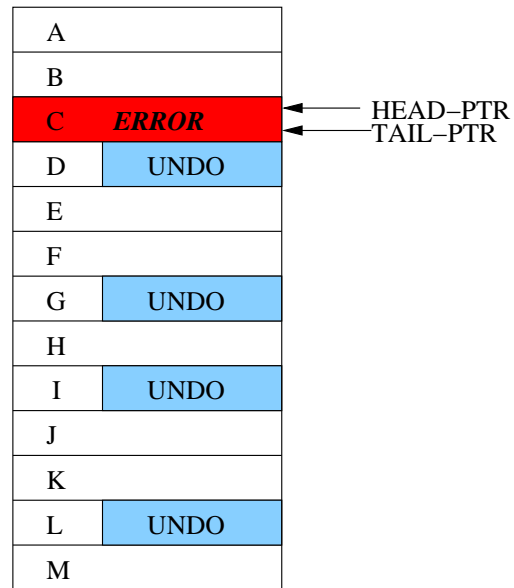 A
B
C ERROR
HEAD–PTR
TAIL–PTR
D UNDO
E
F
G UNDO
H
I UNDO
J
K
L UNDO
M